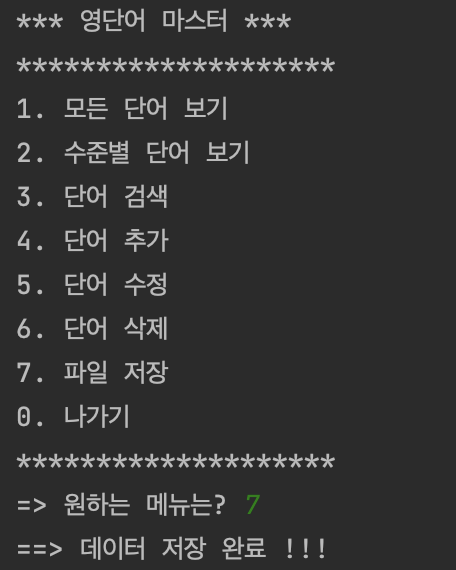 *** 영단어 마스터 ***
********************
1. 모든 단어 보기
2. 수준별 단어 보기
3. 단어 검색
4. 단어 추가
5. 단어 수정
6. 단어 삭제
7. 파일 저장
0. 나가기
********************
=> 원하는 메뉴는? 7
==> 데이터 저장 완료 !!!